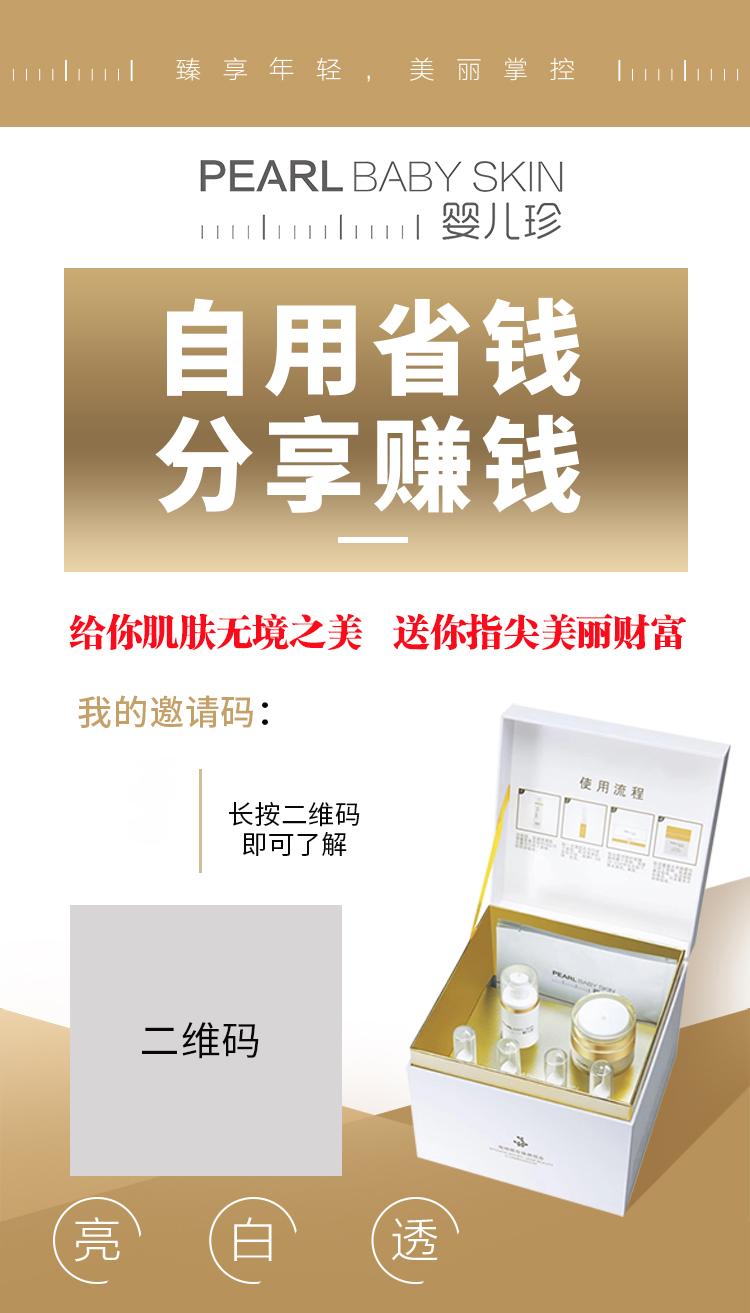 臻享年轻，美丽掌控
PEARL BABY SKIN
婴儿珍
自用省钱
分享赚钱
给你肌肤无境之美 送你指尖美丽财富
我的邀请码：
长按二维码
即可了解
使用流程
PEARL BABY SKIN
二维码
亮 白 透